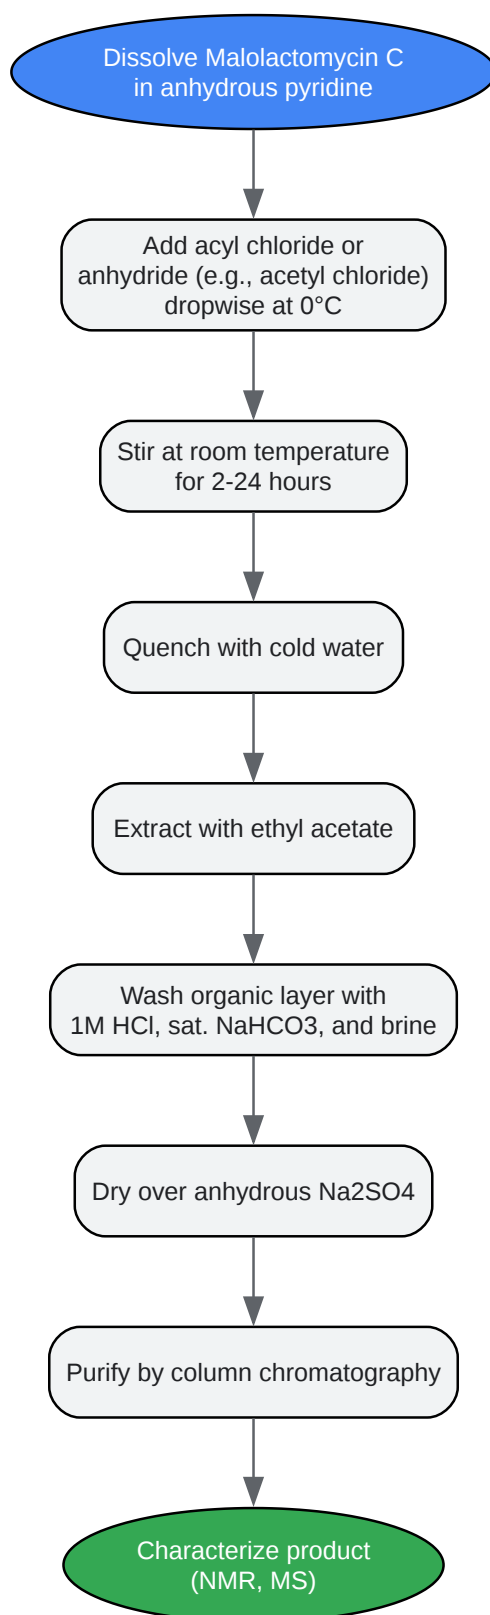 Dissolve Malolactomycin C
in anhydrous pyridine
Add acyl chloride or
anhydride (e.g., acetyl chloride)
dropwise at 0°C
Stir at room temperature
for 2-24 hours
Quench with cold water
Extract with ethyl acetate
Wash organic layer with
1M HCl, sat. NaHCO3, and brine
Dry over anhydrous Na2SO4
Purify by column chromatography
Characterize product
(NMR, MS)